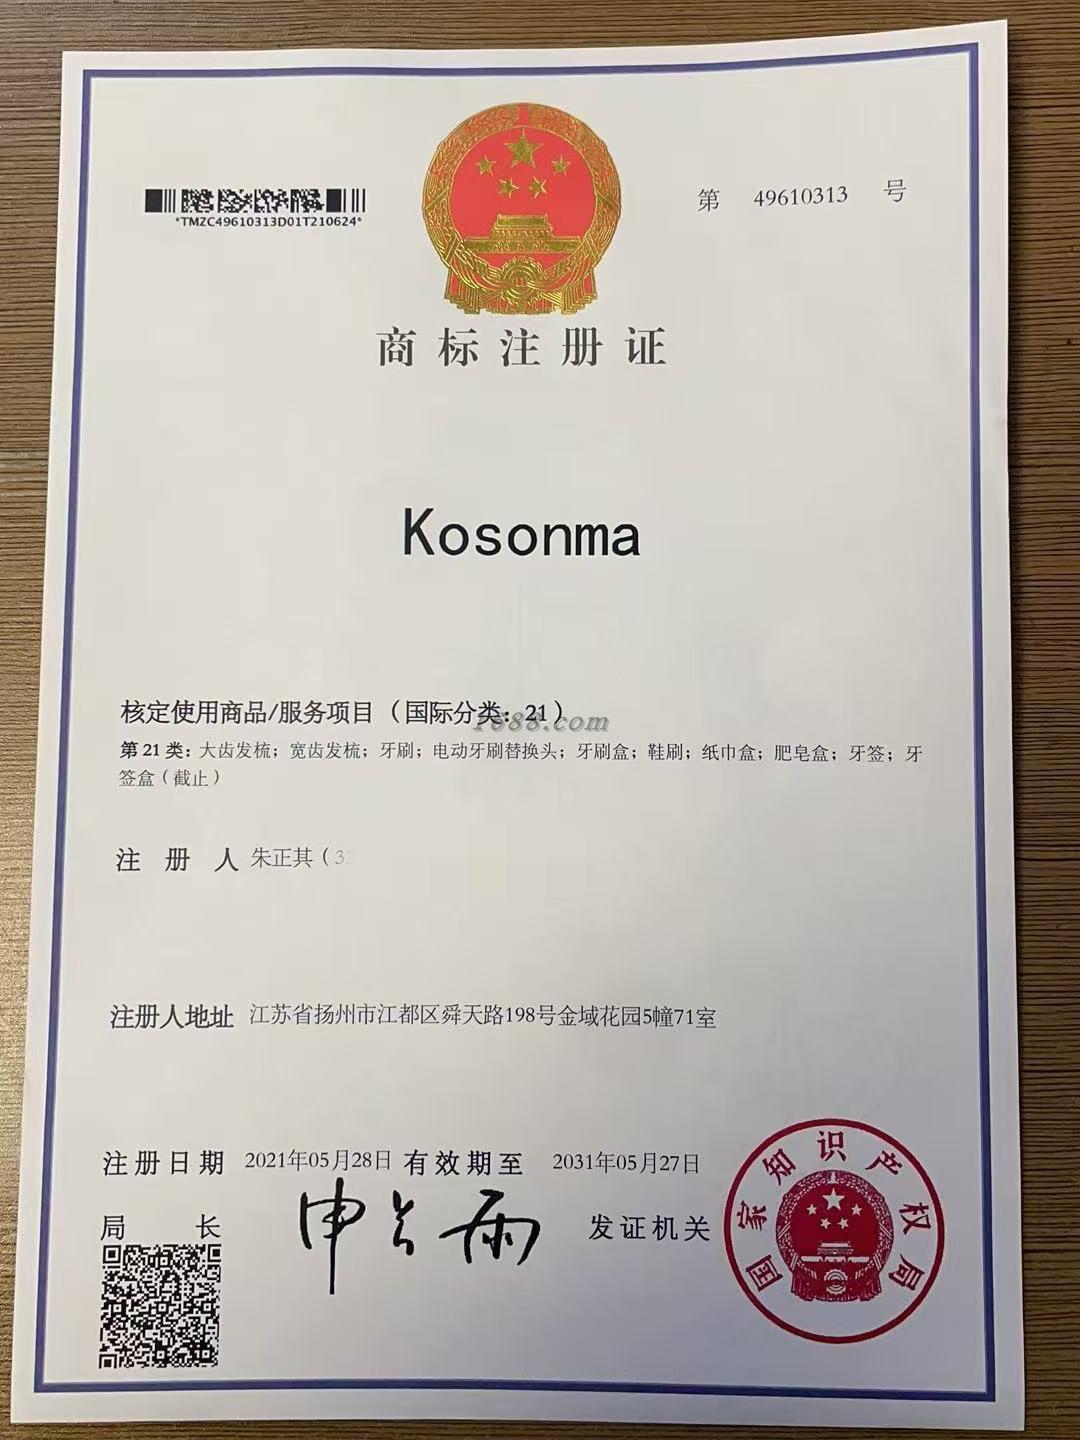 *TMZC49610313D01T210624*
第 49610313 号
商标注册证
Kosonma
核定使用商品/服务项目（国际分类：21）
1688.com
第 21 类：大齿发梳；宽齿发梳；牙刷；电动牙刷替换头；牙刷盒；鞋刷；纸巾盒；肥皂盒；牙签；牙
签盒（截止）
注 册 人 朱正其（32
注册人地址 江苏省扬州市江都区舜天路198号金域花园5幢71室
注册日期 2021年05月28日 有效期至 2031年05月27日
局 长 申长雨 发证机关
国家知识产权局